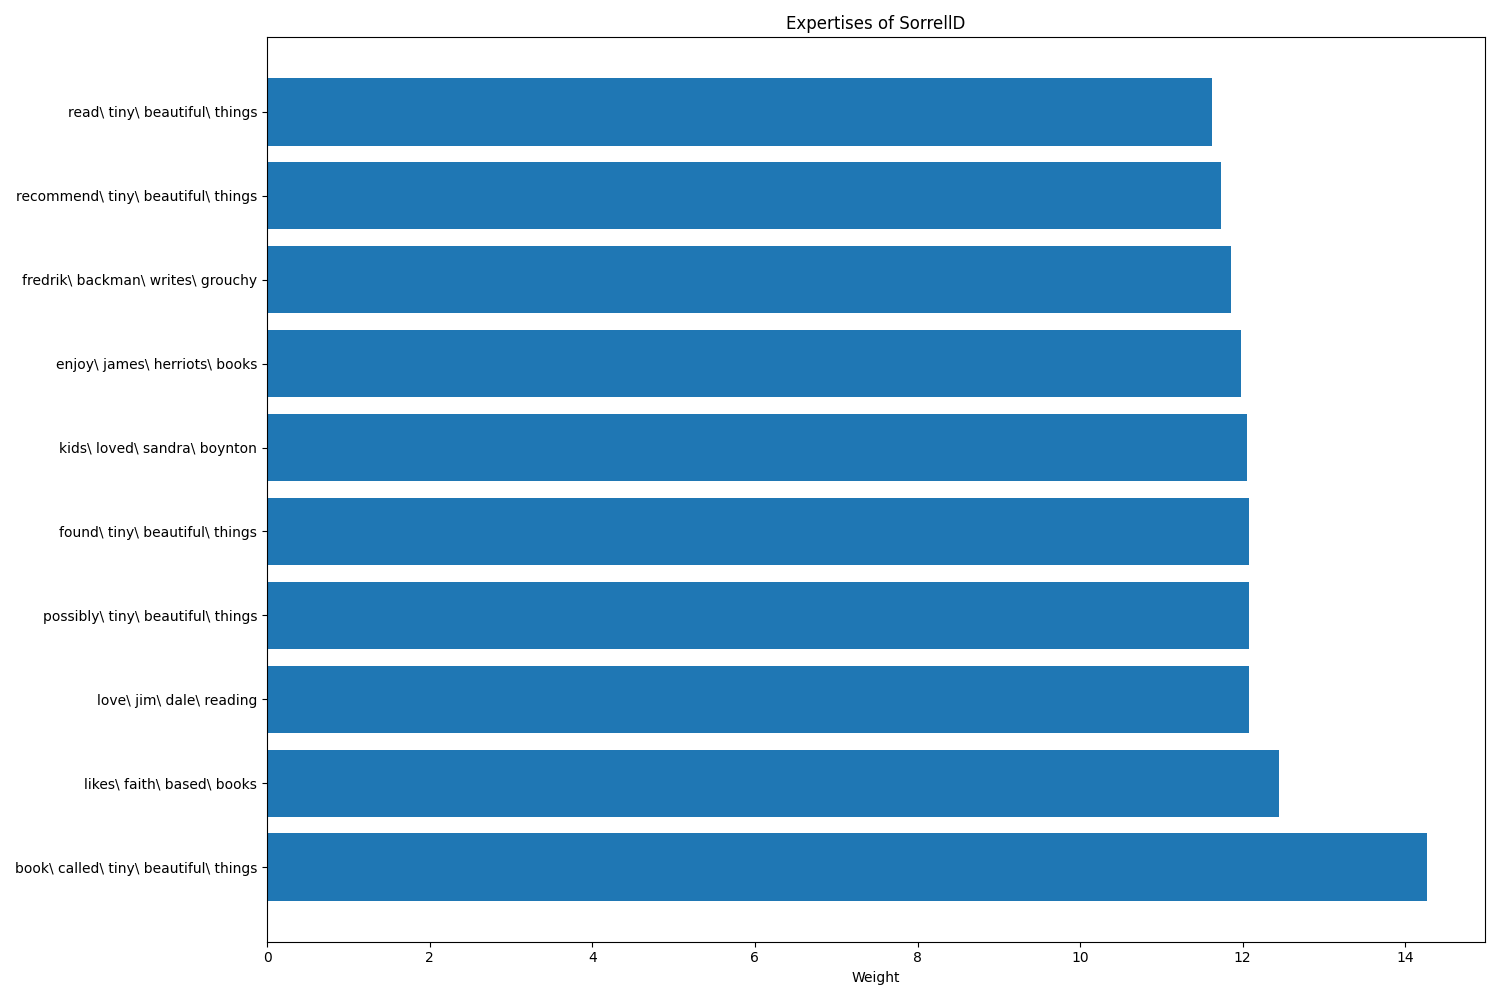 Expertises of SorrellD
read\ tiny\ beautiful\ things
recommend\ tiny\ beautiful\ things
fredrik\ backman\ writes\ grouchy
enjoy\ james\ herriots\ books
kids\ loved\ sandra\ boynton
found\ tiny\ beautiful\ things
possibly\ tiny\ beautiful\ things
love\ jim\ dale\ reading
likes\ faith\ based\ books
book\ called\ tiny\ beautiful\ things
0 2 4 6 8 10 12 14
Weight